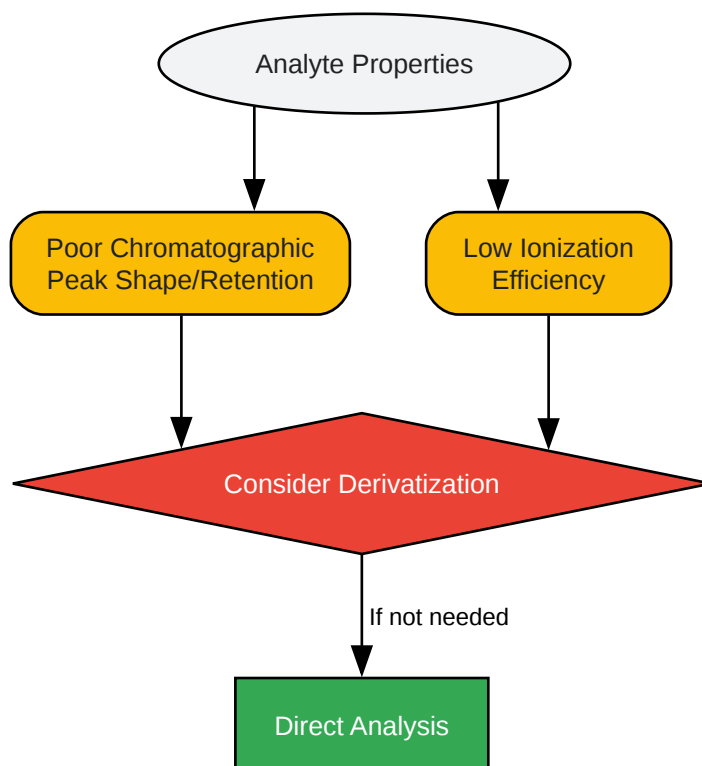 Analyte Properties
Poor Chromatographic
Peak Shape/Retention
Low Ionization
Efficiency
Consider Derivatization
If not needed
Direct Analysis